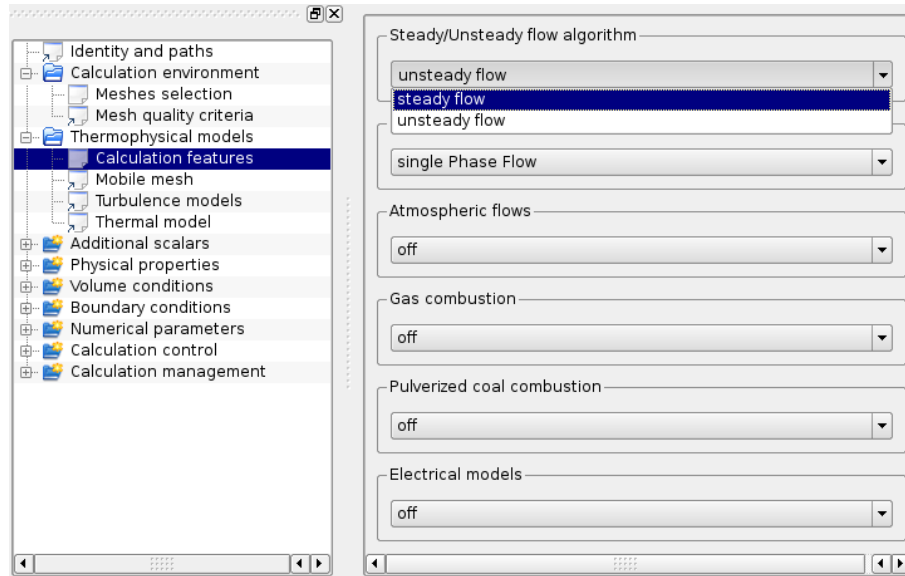 Identity and paths
Calculation environment
Meshes selection
Mesh quality criteria
Thermophysical models
Calculation features
Mobile mesh
Turbulence models
Thermal model
Additional scalars
Physical properties
Volume conditions
Boundary conditions
Numerical parameters
Calculation control
Calculation management
Steady/Unsteady flow algorithm
unsteady flow
steady flow
unsteady flow
single Phase Flow
Atmospheric flows
off
Gas combustion
off
Pulverized coal combustion
off
Electrical models
off